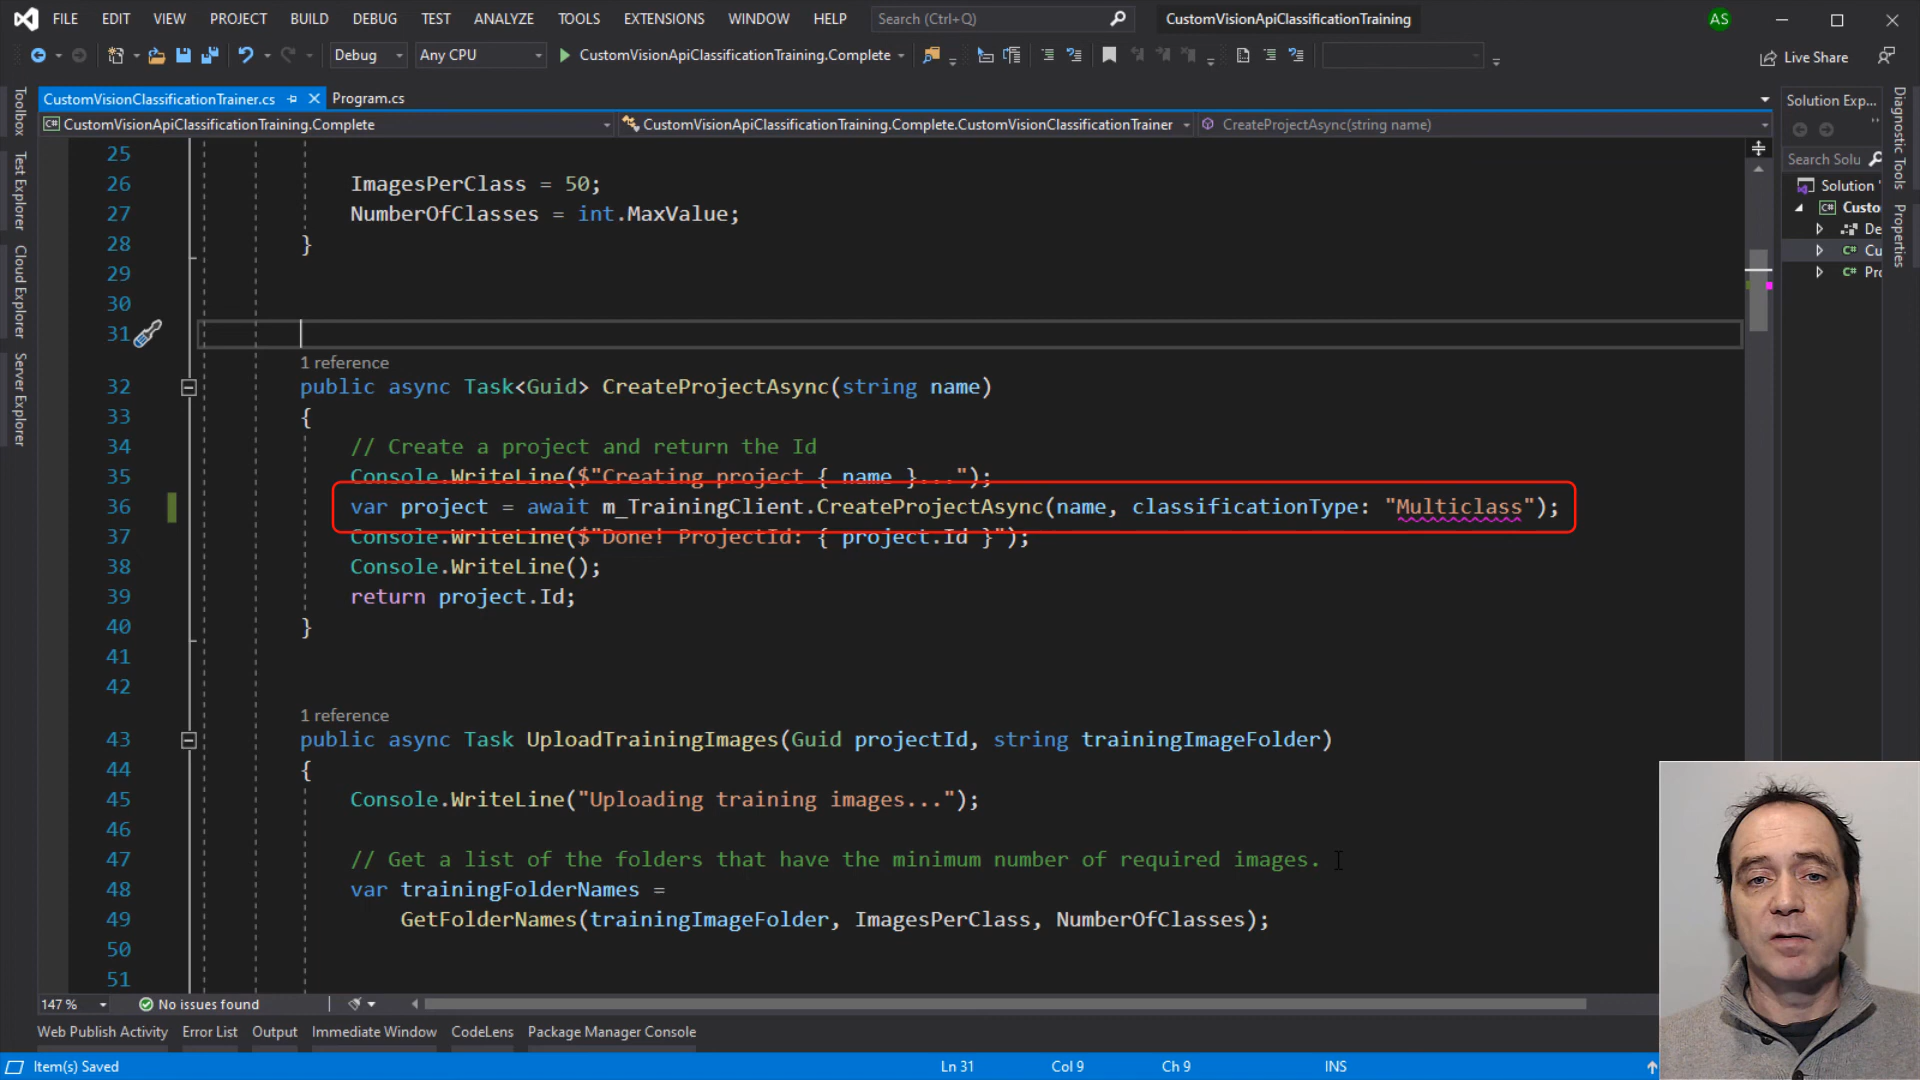 FILE EDIT VIEW PROJECT BUILD DEBUG TEST ANALYZE TOOLS EXTENSIONS WINDOW HELP Search (Ctrl+Q) CustomVisionApiClassificationTraining AS
Debug Any CPU CustomVisionApiClassificationTraining.Complete Live Share
CustomVisionClassificationTrainer.cs Program.cs
CustomVisionApiClassificationTraining.Complete CustomVisionApiClassificationTraining.Complete.CustomVisionClassificationTrainer CreateProjectAsync(string name)
Toolbox
Test Explorer
Cloud Explorer
Server Explorer
25
26 ImagesPerClass = 50;
27 NumberOfClasses = int.MaxValue;
28 }
29
30
31
1 reference
32 public async Task<Guid> CreateProjectAsync(string name)
33 {
34 // Create a project and return the Id
35 Console.WriteLine($"Creating project { name }...");
36 var project = await m_TrainingClient.CreateProjectAsync(name, classificationType: "Multiclass");
37 Console.WriteLine($"Done! ProjectId: { project.Id }");
38 Console.WriteLine();
39 return project.Id;
40 }
41
42
1 reference
43 public async Task UploadTrainingImages(Guid projectId, string trainingImageFolder)
44 {
45 Console.WriteLine("Uploading training images...");
46
47 // Get a list of the folders that have the minimum number of required images.
48 var trainingFolderNames =
49 GetFolderNames(trainingImageFolder, ImagesPerClass, NumberOfClasses);
50
51
Solution Exp...
Search Solu
Solution '
Custo
De
Cu
Pro
Diagnostic Tools
Properties
147 % No issues found
Web Publish Activity Error List Output Immediate Window CodeLens Package Manager Console
Item(s) Saved Ln 31 Col 9 Ch 9 INS